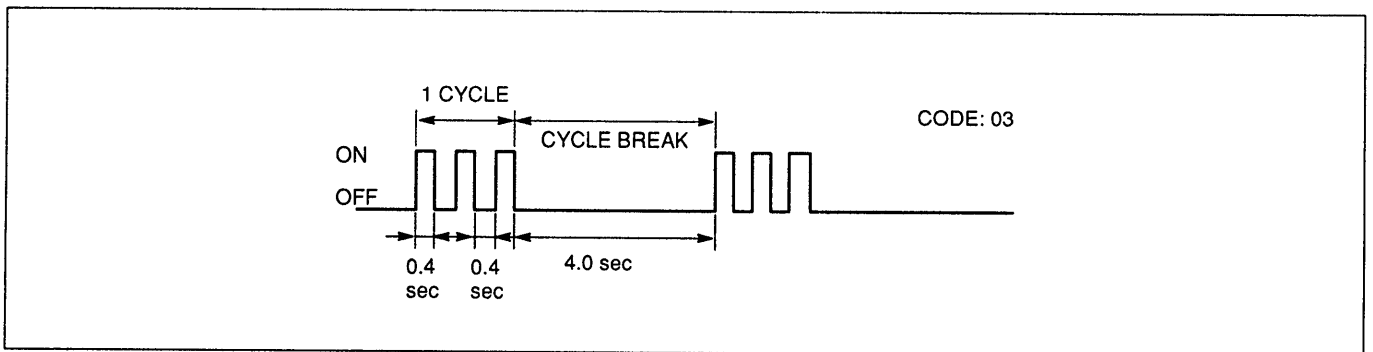 1 CYCLE
CODE: 03
CYCLE BREAK
ON
OFF
0.4
sec
0.4
sec
4.0 sec